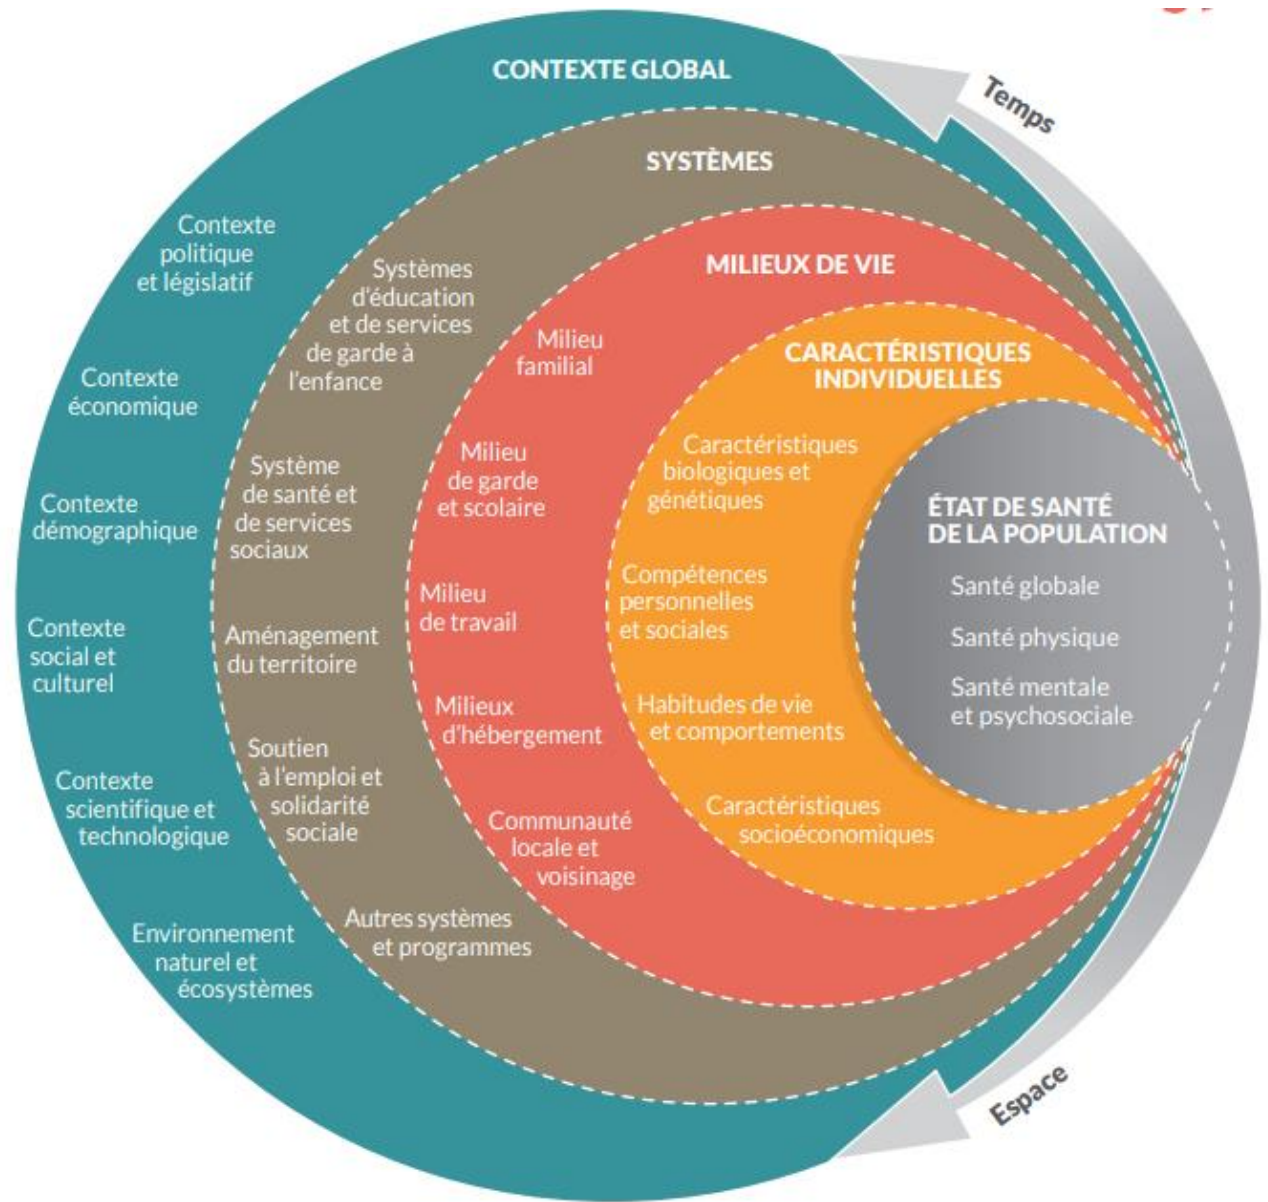 CONTEXTE GLOBAL
Temps
SYSTÈMES
MILIEUX DE VIE
CARACTÉRISTIQUES
INDIVIDUELLES
ÉTAT DE SANTÉ
DE LA POPULATION
Santé globale
Santé physique
Santé mentale
et psychosociale
Contexte
politique
et législatif
Contexte
économique
Contexte
démographique
Contexte
social et
culturel
Contexte
scientifique et
technologique
Environnement
naturel et
écosystèmes
Systèmes
d'éducation
et de services
de garde à
l'enfance
Système
de santé et
de services
sociaux
Aménagement
du territoire
Soutien
à l'emploi et
solidarité
sociale
Autres systèmes
et programmes
Milieu
familial
Milieu
de garde
et scolaire
Milieu
de travail
Milieux
d'hébergement
Communauté
locale et
voisinage
Caractéristiques
biologiques et
génétiques
Compétences
personnelles
et sociales
Habitudes de vie
et comportements
Caractéristiques
socioéconomiques
Espace